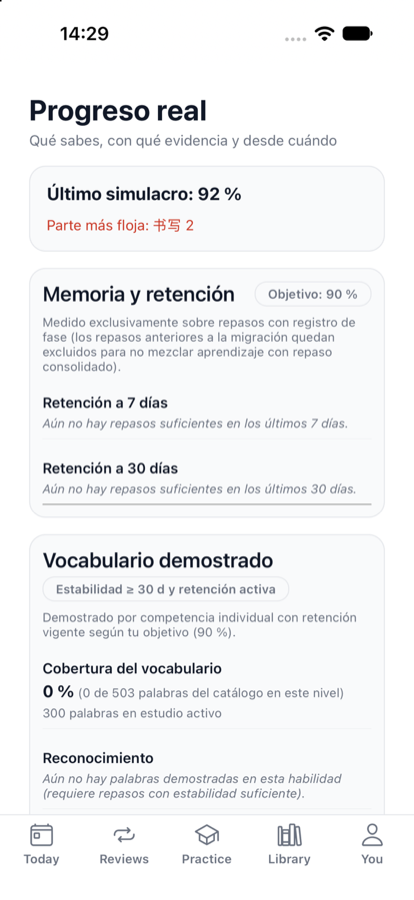 14:29
Progreso real
Qué sabes, con qué evidencia y desde cuándo
Último simulacro: 92 %
Parte más floja: 书写 2
Memoria y retención
Objetivo: 90 %
Medido exclusivamente sobre repasos con registro de
fase (los repasos anteriores a la migración quedan
excluidos para no mezclar aprendizaje con repaso
consolidado).
Retención a 7 días
Aún no hay repasos suficientes en los últimos 7 días.
Retención a 30 días
Aún no hay repasos suficientes en los últimos 30 días.
Vocabulario demostrado
Estabilidad ≥ 30 d y retención activa
Demostrado por competencia individual con retención
vigente según tu objetivo (90 %).
Cobertura del vocabulario
0 % (0 de 503 palabras del catálogo en este nivel)
300 palabras en estudio activo
Reconocimiento
Aún no hay palabras demostradas en esta habilidad
(requiere repasos con estabilidad suficiente).
Today
Reviews
Practice
Library
You